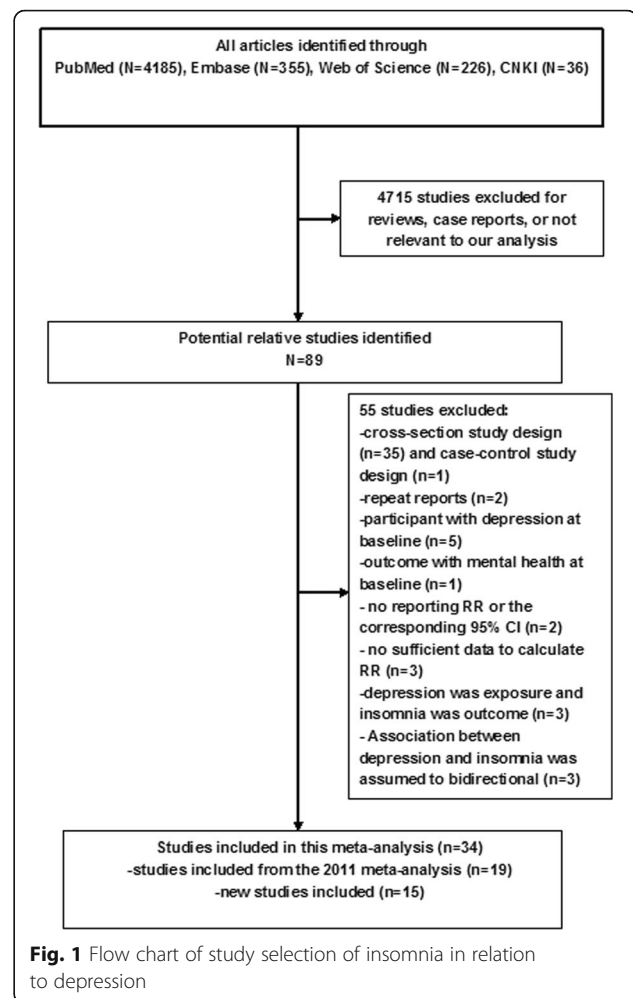 All articles identified through
PubMed (N=4185), Embase (N=355), Web of Science (N=226), CNKI (N=36)
4715 studies excluded for
reviews, case reports, or not
relevant to our analysis
Potential relative studies identified
N=89
55 studies excluded:
-cross-section study design
(n=35) and case-control study
design (n=1)
-repeat reports (n=2)
-participant with depression at
baseline (n=5)
-outcome with mental health at
baseline (n=1)
- no reporting RR or the
corresponding 95% CI (n=2)
- no sufficient data to calculate
RR (n=3)
-depression was exposure and
insomnia was outcome (n=3)
- Association between
depression and insomnia was
assumed to bidirectional (n=3)
Studies included in this meta-analysis (n=34)
-studies included from the 2011 meta-analysis (n=19)
-new studies included (n=15)
Fig. 1 Flow chart of study selection of insomnia in relation
to depression